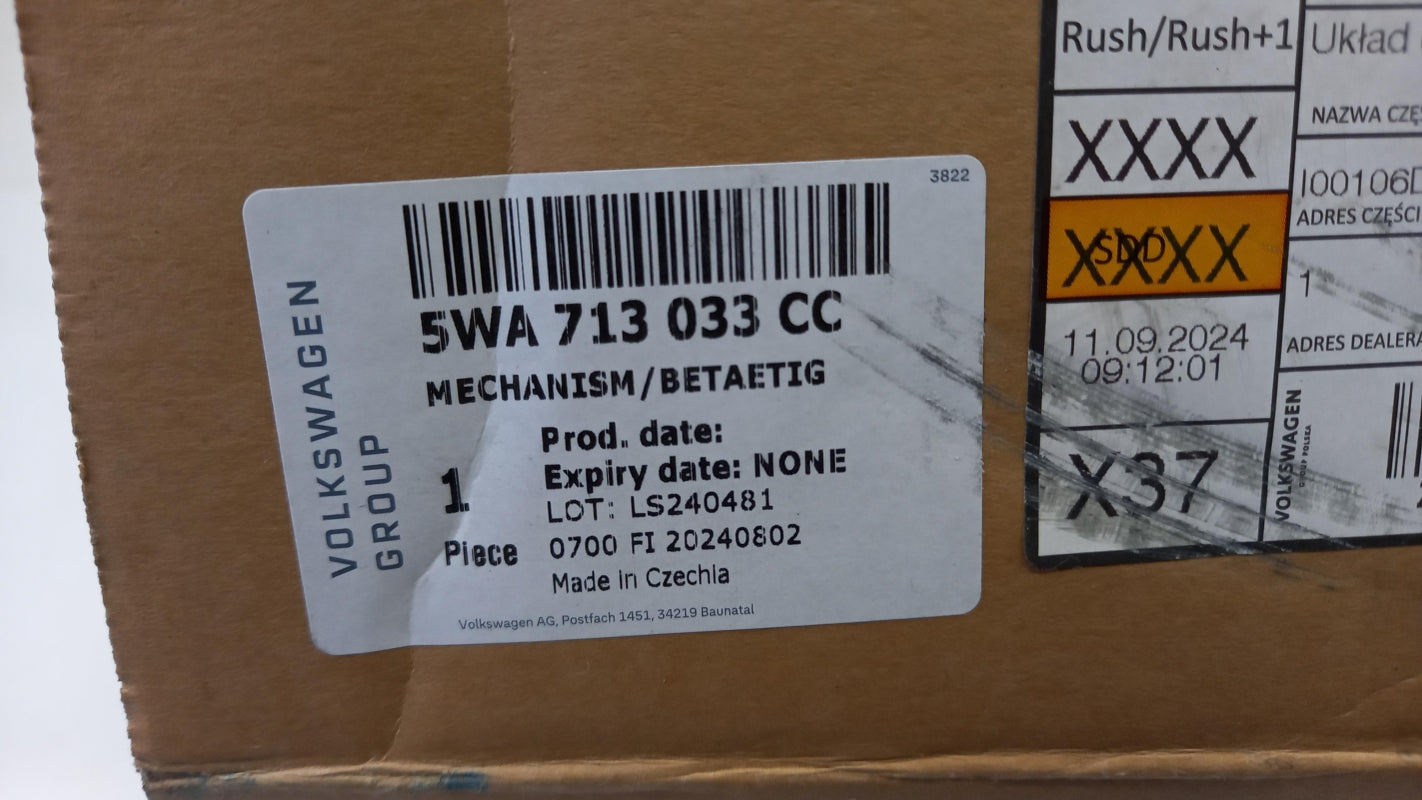 3822
5WA 713 033 CC
MECHANISM/BETAETIG
Prod. date:
Expiry date: NONE
1
LOT: LS240481
Piece
0700 FI 20240802
Made in Czechia
Volkswagen AG, Postfach 1451, 34219 Baunatal
VOLKSWAGEN
GROUP
Rush/Rush+1
XXXX
XXXX
SDD
11.09.2024
09:12:01
X37
Układ
NAZWA CZĘ
I00106D
ADRES CZĘŚCI
1
ADRES DEALERA
VOLKSWAGEN
GROUP POLSKA